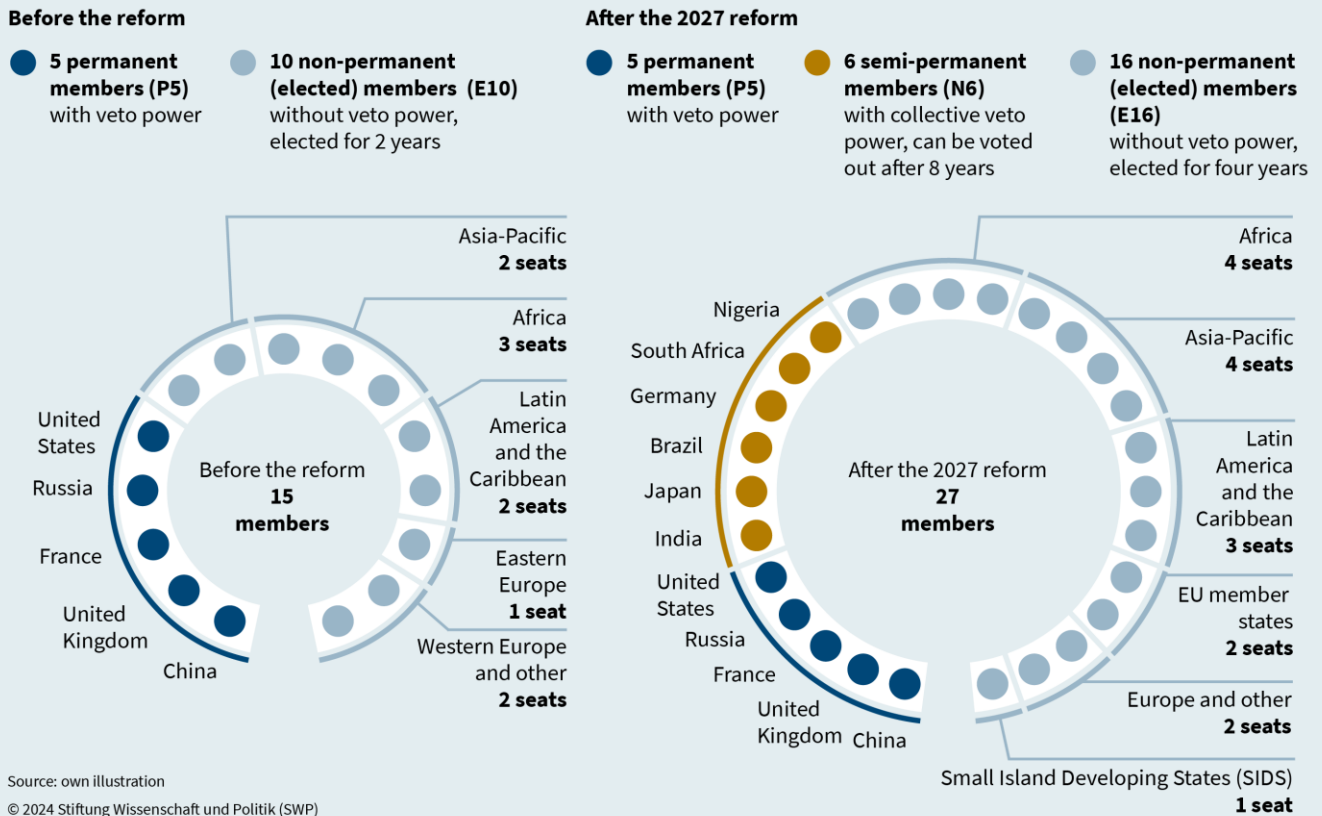 Before the reform
5 permanent
members (P5)
with veto power
10 non-permanent
(elected) members (E10)
without veto power,
elected for 2 years
Asia-Pacific
2 seats
Africa
3 seats
Latin
America
and the
Caribbean
2 seats
Eastern
Europe
1 seat
Western Europe
and other
2 seats
United
States
Russia
France
United
Kingdom
China
Before the reform
15
members
After the 2027 reform
5 permanent
members (P5)
with veto power
6 semi-permanent
members (N6)
with collective veto
power, can be voted
out after 8 years
16 non-permanent
(elected) members
(E16)
without veto power,
elected for four years
Africa
4 seats
Asia-Pacific
4 seats
Latin
America
and the
Caribbean
3 seats
EU member
states
2 seats
Europe and other
2 seats
Small Island Developing States (SIDS)
1 seat
Nigeria
South Africa
Germany
Brazil
Japan
India
United
States
Russia
France
United
Kingdom
China
After the 2027 reform
27
members
Source: own illustration
© 2024 Stiftung Wissenschaft und Politik (SWP)